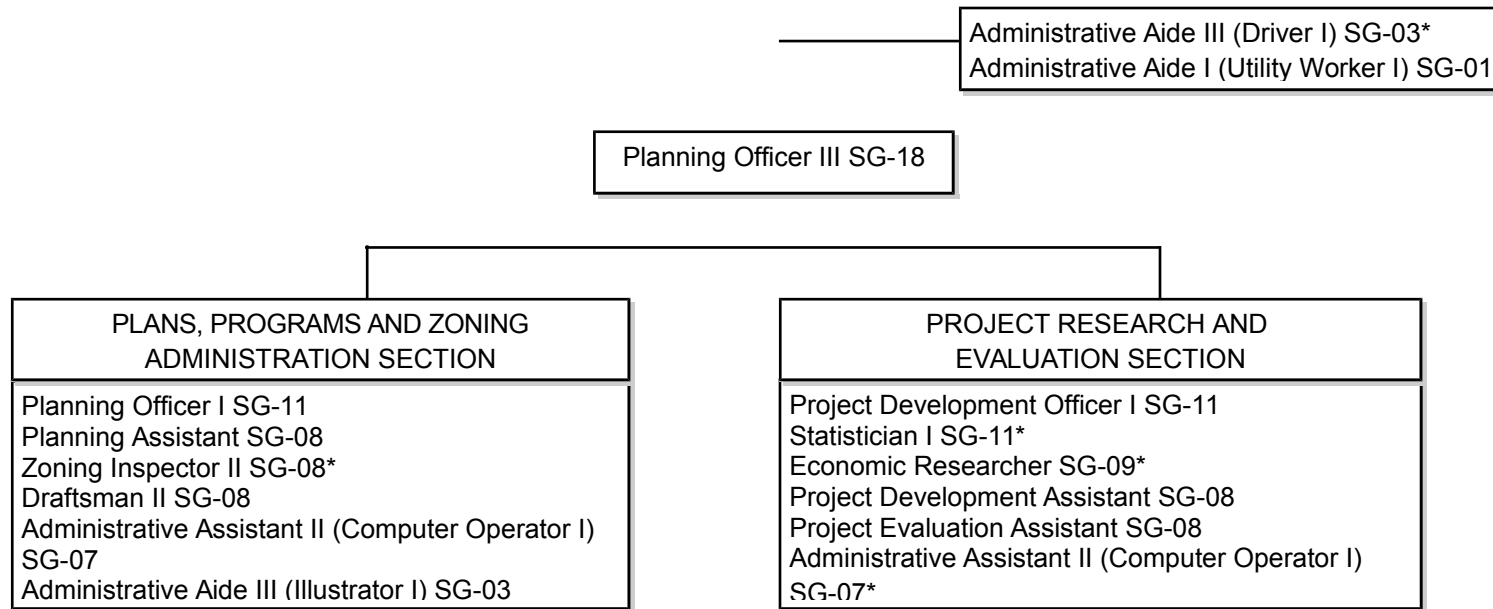 Administrative Aide III (Driver I) SG-03*
Administrative Aide I (Utility Worker I) SG-01
Planning Officer III SG-18
PLANS, PROGRAMS AND ZONING
ADMINISTRATION SECTION
Planning Officer I SG-11
Planning Assistant SG-08
Zoning Inspector II SG-08*
Draftsman II SG-08
Administrative Assistant II (Computer Operator I)
SG-07
Administrative Aide III (Illustrator I) SG-03
PROJECT RESEARCH AND
EVALUATION SECTION
Project Development Officer I SG-11
Statistician I SG-11*
Economic Researcher SG-09*
Project Development Assistant SG-08
Project Evaluation Assistant SG-08
Administrative Assistant II (Computer Operator I)
SG-07*